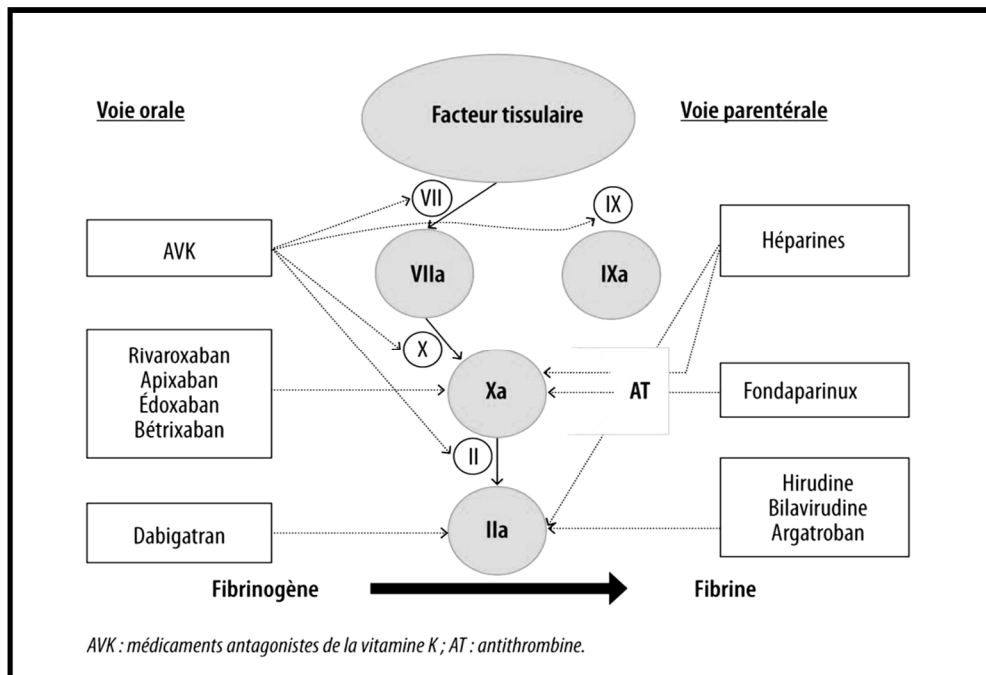 Voie orale
Facteur tissulaire
Voie parentérale
VII
IX
AVK
VIIa
IXa
Héparines
X
Rivaroxaban
Apixaban
Édoxaban
Bétrixaban
Xa
AT
Fondaparinux
II
Hirudine
Bilavirudine
Argatroban
Dabigatran
IIa
Fibrinogène
Fibrine
AVK : médicaments antagonistes de la vitamine K ; AT : antithrombine.